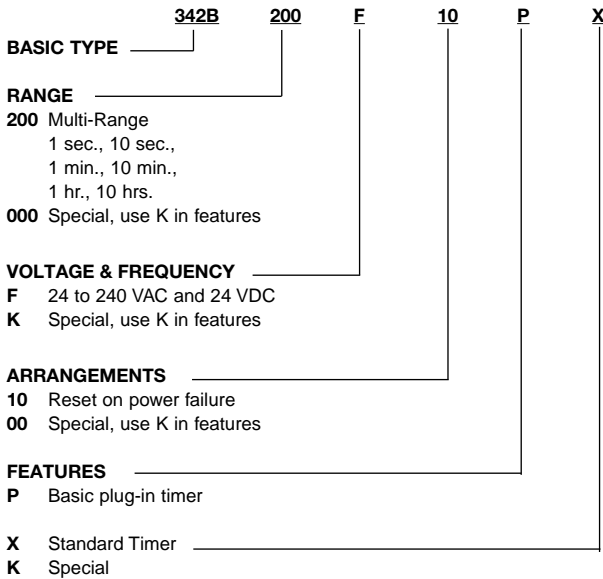 342B 200 F 10 P X
BASIC TYPE
RANGE
200 Multi-Range
1 sec., 10 sec.,
1 min., 10 min.,
1 hr., 10 hrs.
000 Special, use K in features
VOLTAGE & FREQUENCY
F 24 to 240 VAC and 24 VDC
K Special, use K in features
ARRANGEMENTS
10 Reset on power failure
00 Special, use K in features
FEATURES
P Basic plug-in timer
X Standard Timer
K Special